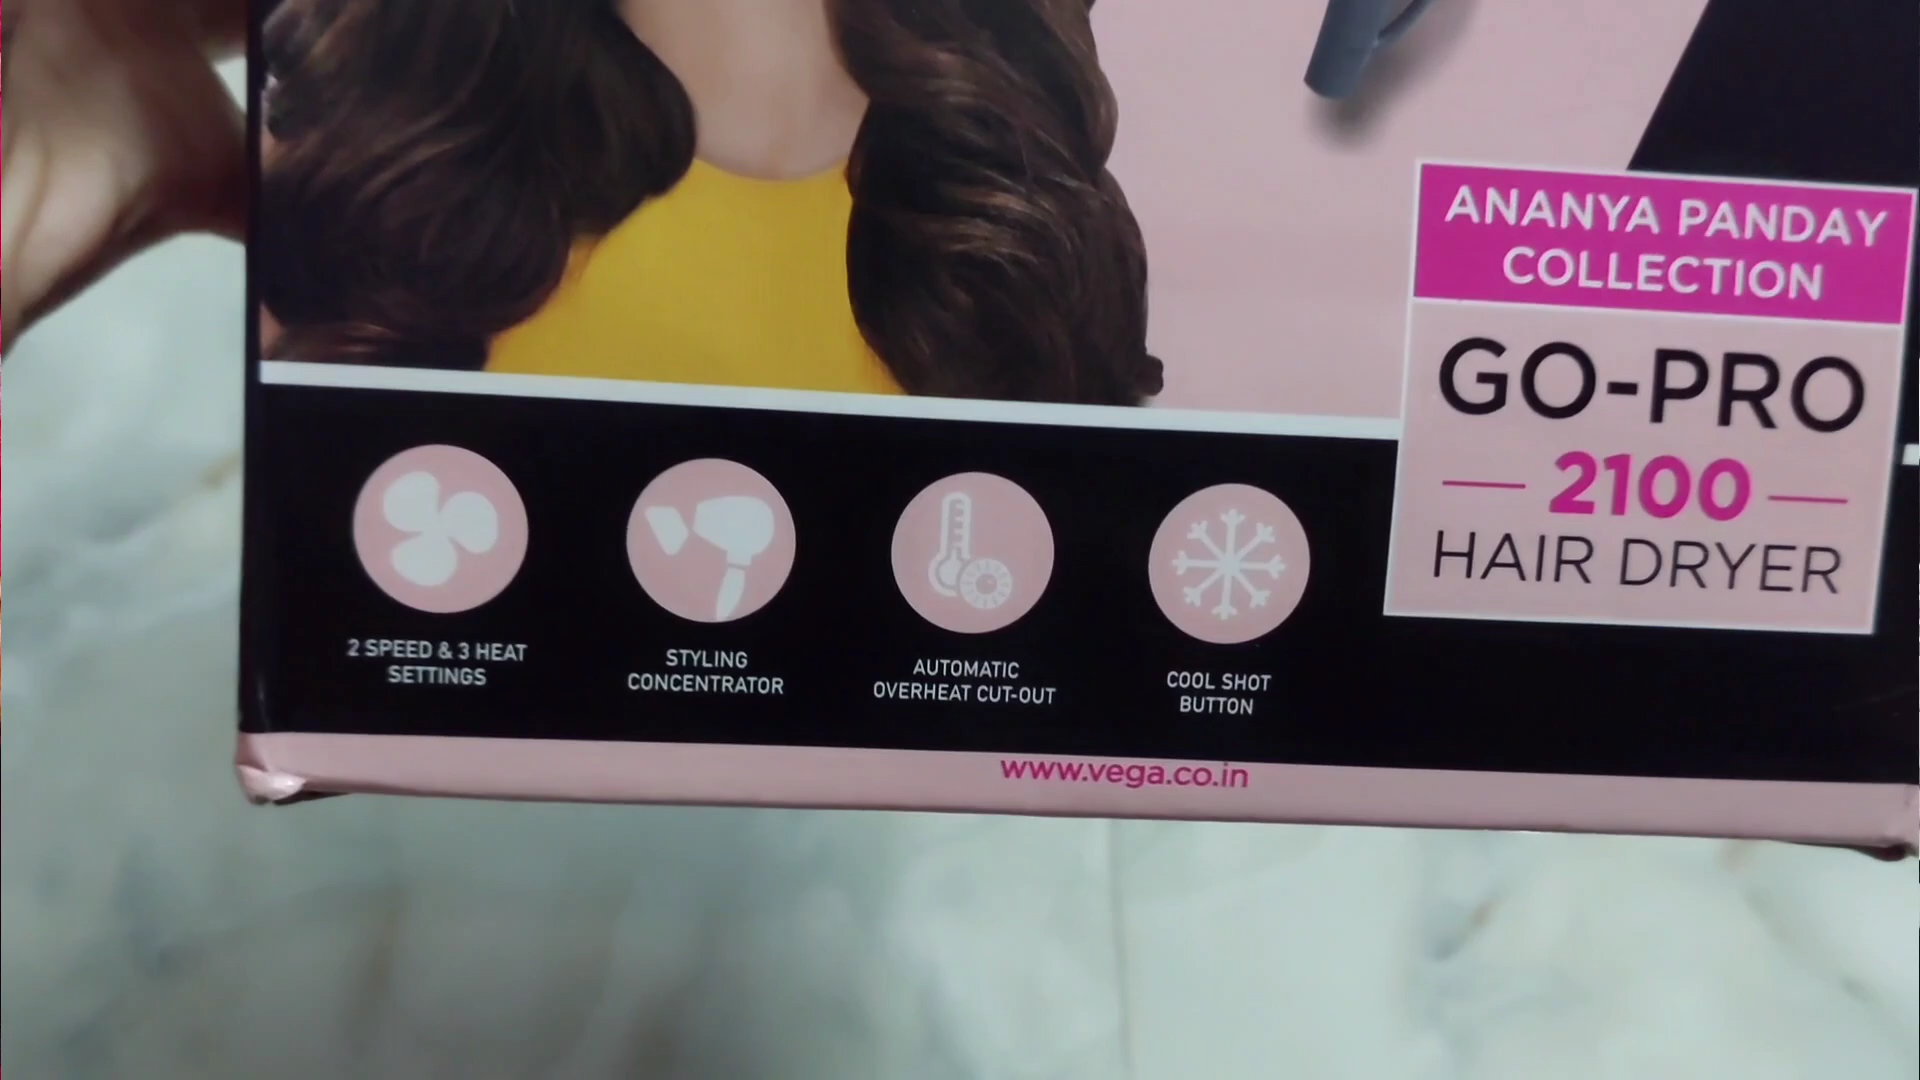 ANANYA PANDAY
COLLECTION
GO-PRO
2100
HAIR DRYER
2 SPEED & 3 HEAT
SETTINGS
STYLING
CONCENTRATOR
AUTOMATIC
OVERHEAT CUT-OUT
COOL SHOT
BUTTON
www.vega.co.in